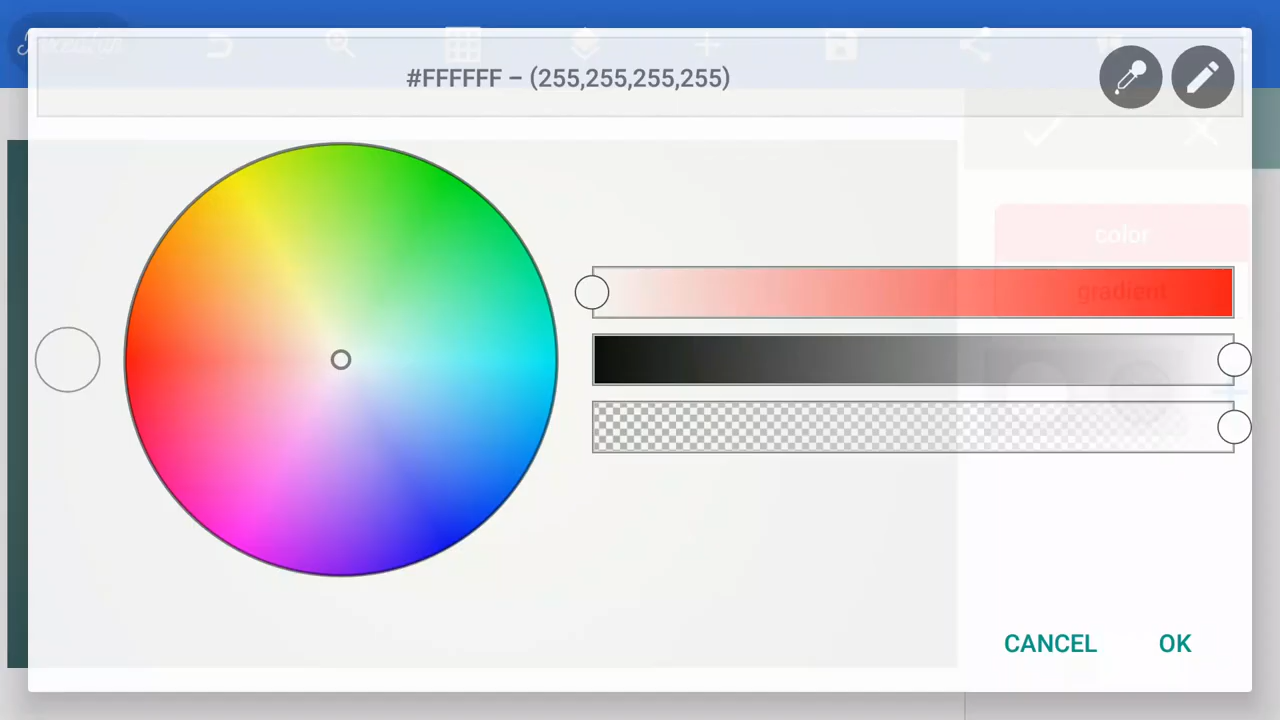 #FFFFFF – (255,255,255,255)
color
gradient
CANCEL
OK